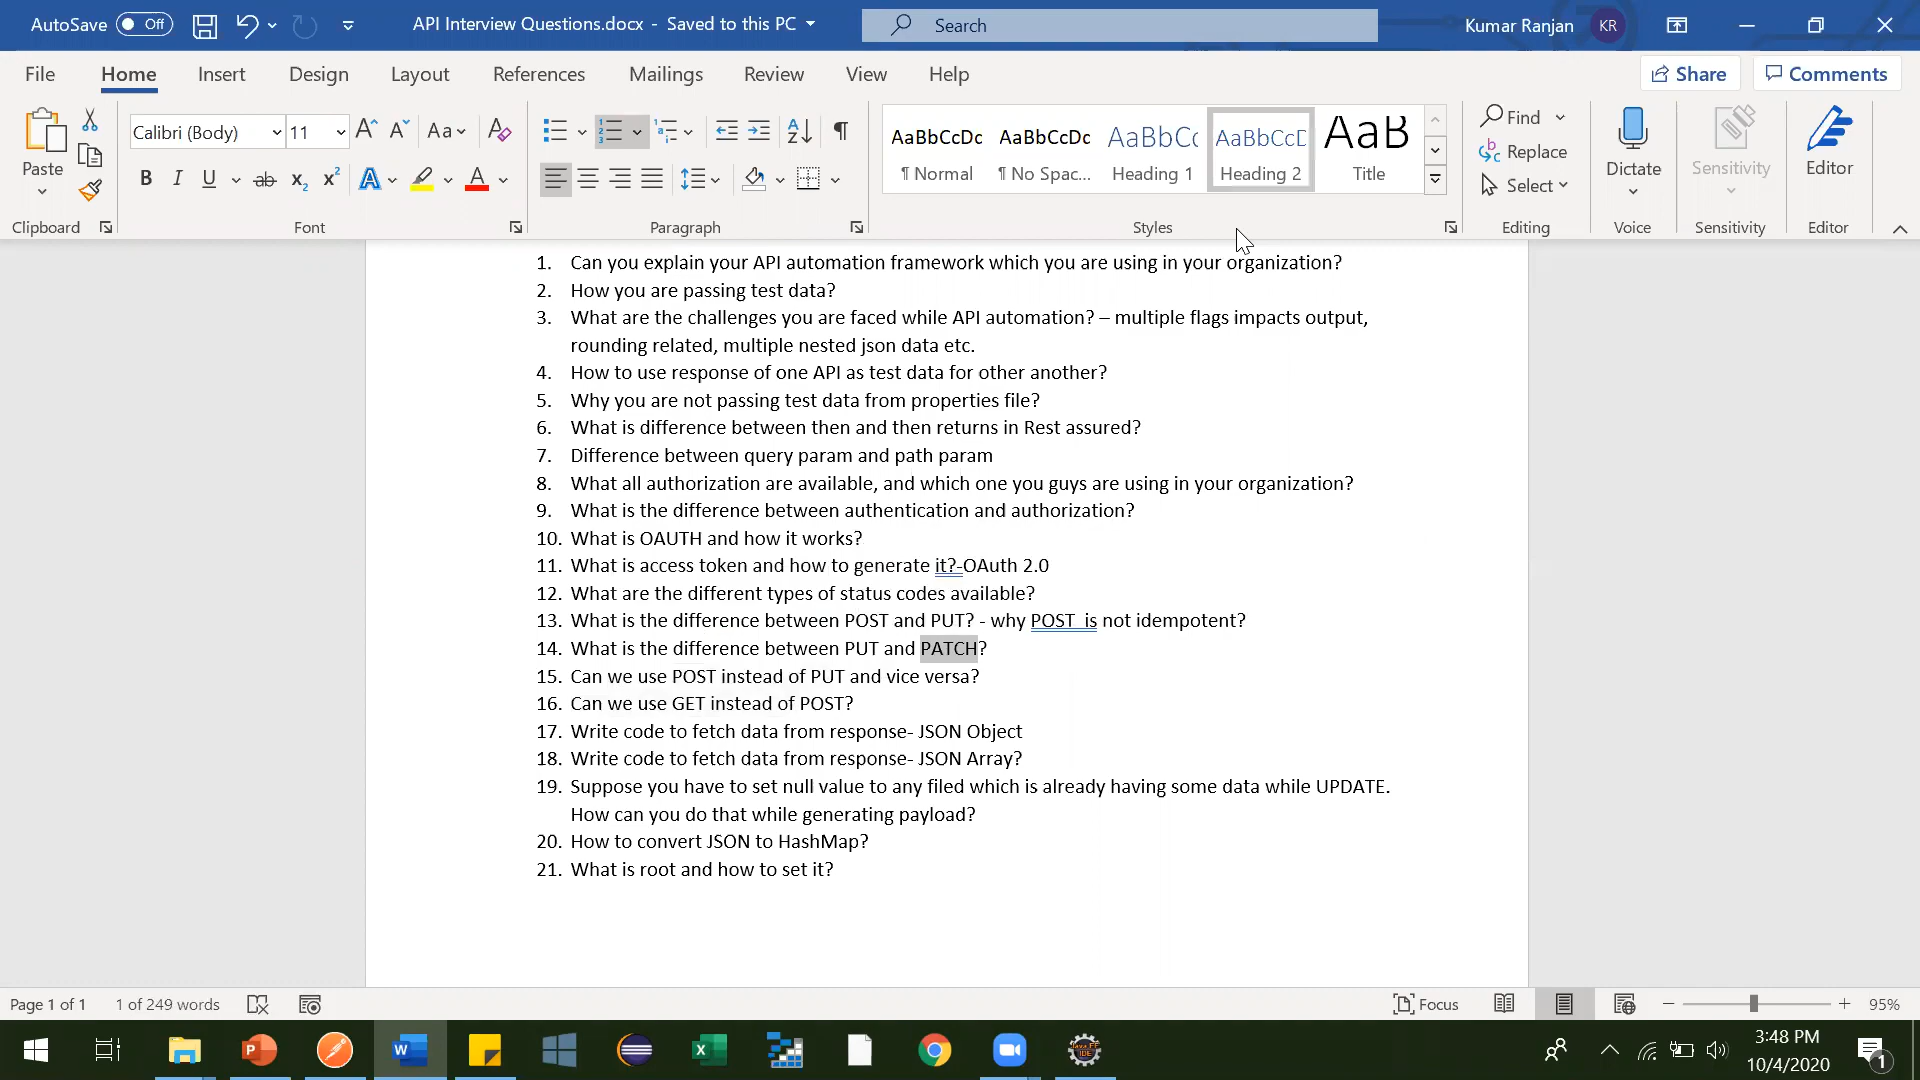 AutoSave Off API Interview Questions.docx - Saved to this PC Search Kumar Ranjan KR
File Home Insert Design Layout References Mailings Review View Help Share Comments
Calibri (Body) 11 Aa AaBbCcDc AaBbCcDc AaBbCc AaBbCcD AaB Find
Paste Replace Dictate Sensitivity Editor
B I U ab x2 x2 A A ¶ Normal ¶ No Spac... Heading 1 Heading 2 Title Select
Clipboard Font Paragraph Styles Editing Voice Sensitivity Editor
1. Can you explain your API automation framework which you are using in your organization?
2. How you are passing test data?
3. What are the challenges you are faced while API automation? – multiple flags impacts output,
rounding related, multiple nested json data etc.
4. How to use response of one API as test data for other another?
5. Why you are not passing test data from properties file?
6. What is difference between then and then returns in Rest assured?
7. Difference between query param and path param
8. What all authorization are available, and which one you guys are using in your organization?
9. What is the difference between authentication and authorization?
10. What is OAUTH and how it works?
11. What is access token and how to generate it?-OAuth 2.0
12. What are the different types of status codes available?
13. What is the difference between POST and PUT? - why POST  is not idempotent?
14. What is the difference between PUT and PATCH?
15. Can we use POST instead of PUT and vice versa?
16. Can we use GET instead of POST?
17. Write code to fetch data from response- JSON Object
18. Write code to fetch data from response- JSON Array?
19. Suppose you have to set null value to any filed which is already having some data while UPDATE.
How can you do that while generating payload?
20. How to convert JSON to HashMap?
21. What is root and how to set it?
Page 1 of 1 1 of 249 words Focus 95%
3:48 PM
10/4/2020 1